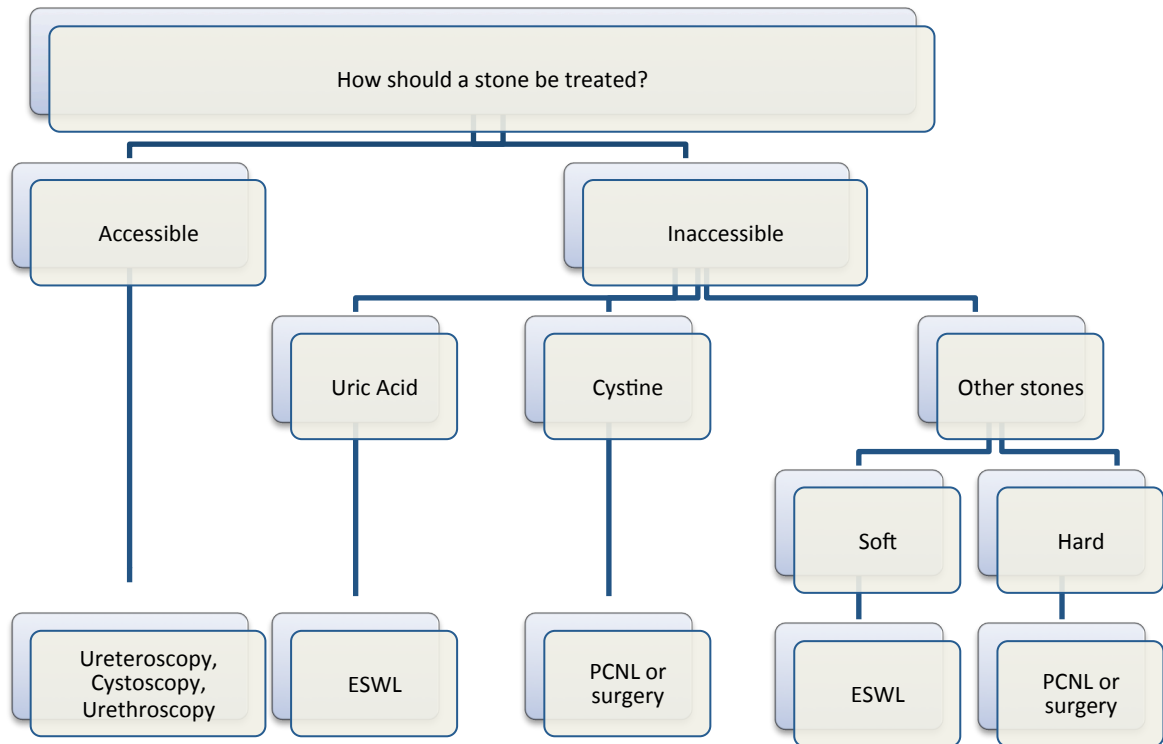 How should a stone be treated?
Accessible
Inaccessible
Uric Acid
Cystine
Other stones
Soft
Hard
Ureteroscopy,
Cystoscopy,
Urethroscopy
ESWL
PCNL or
surgery
ESWL
PCNL or
surgery